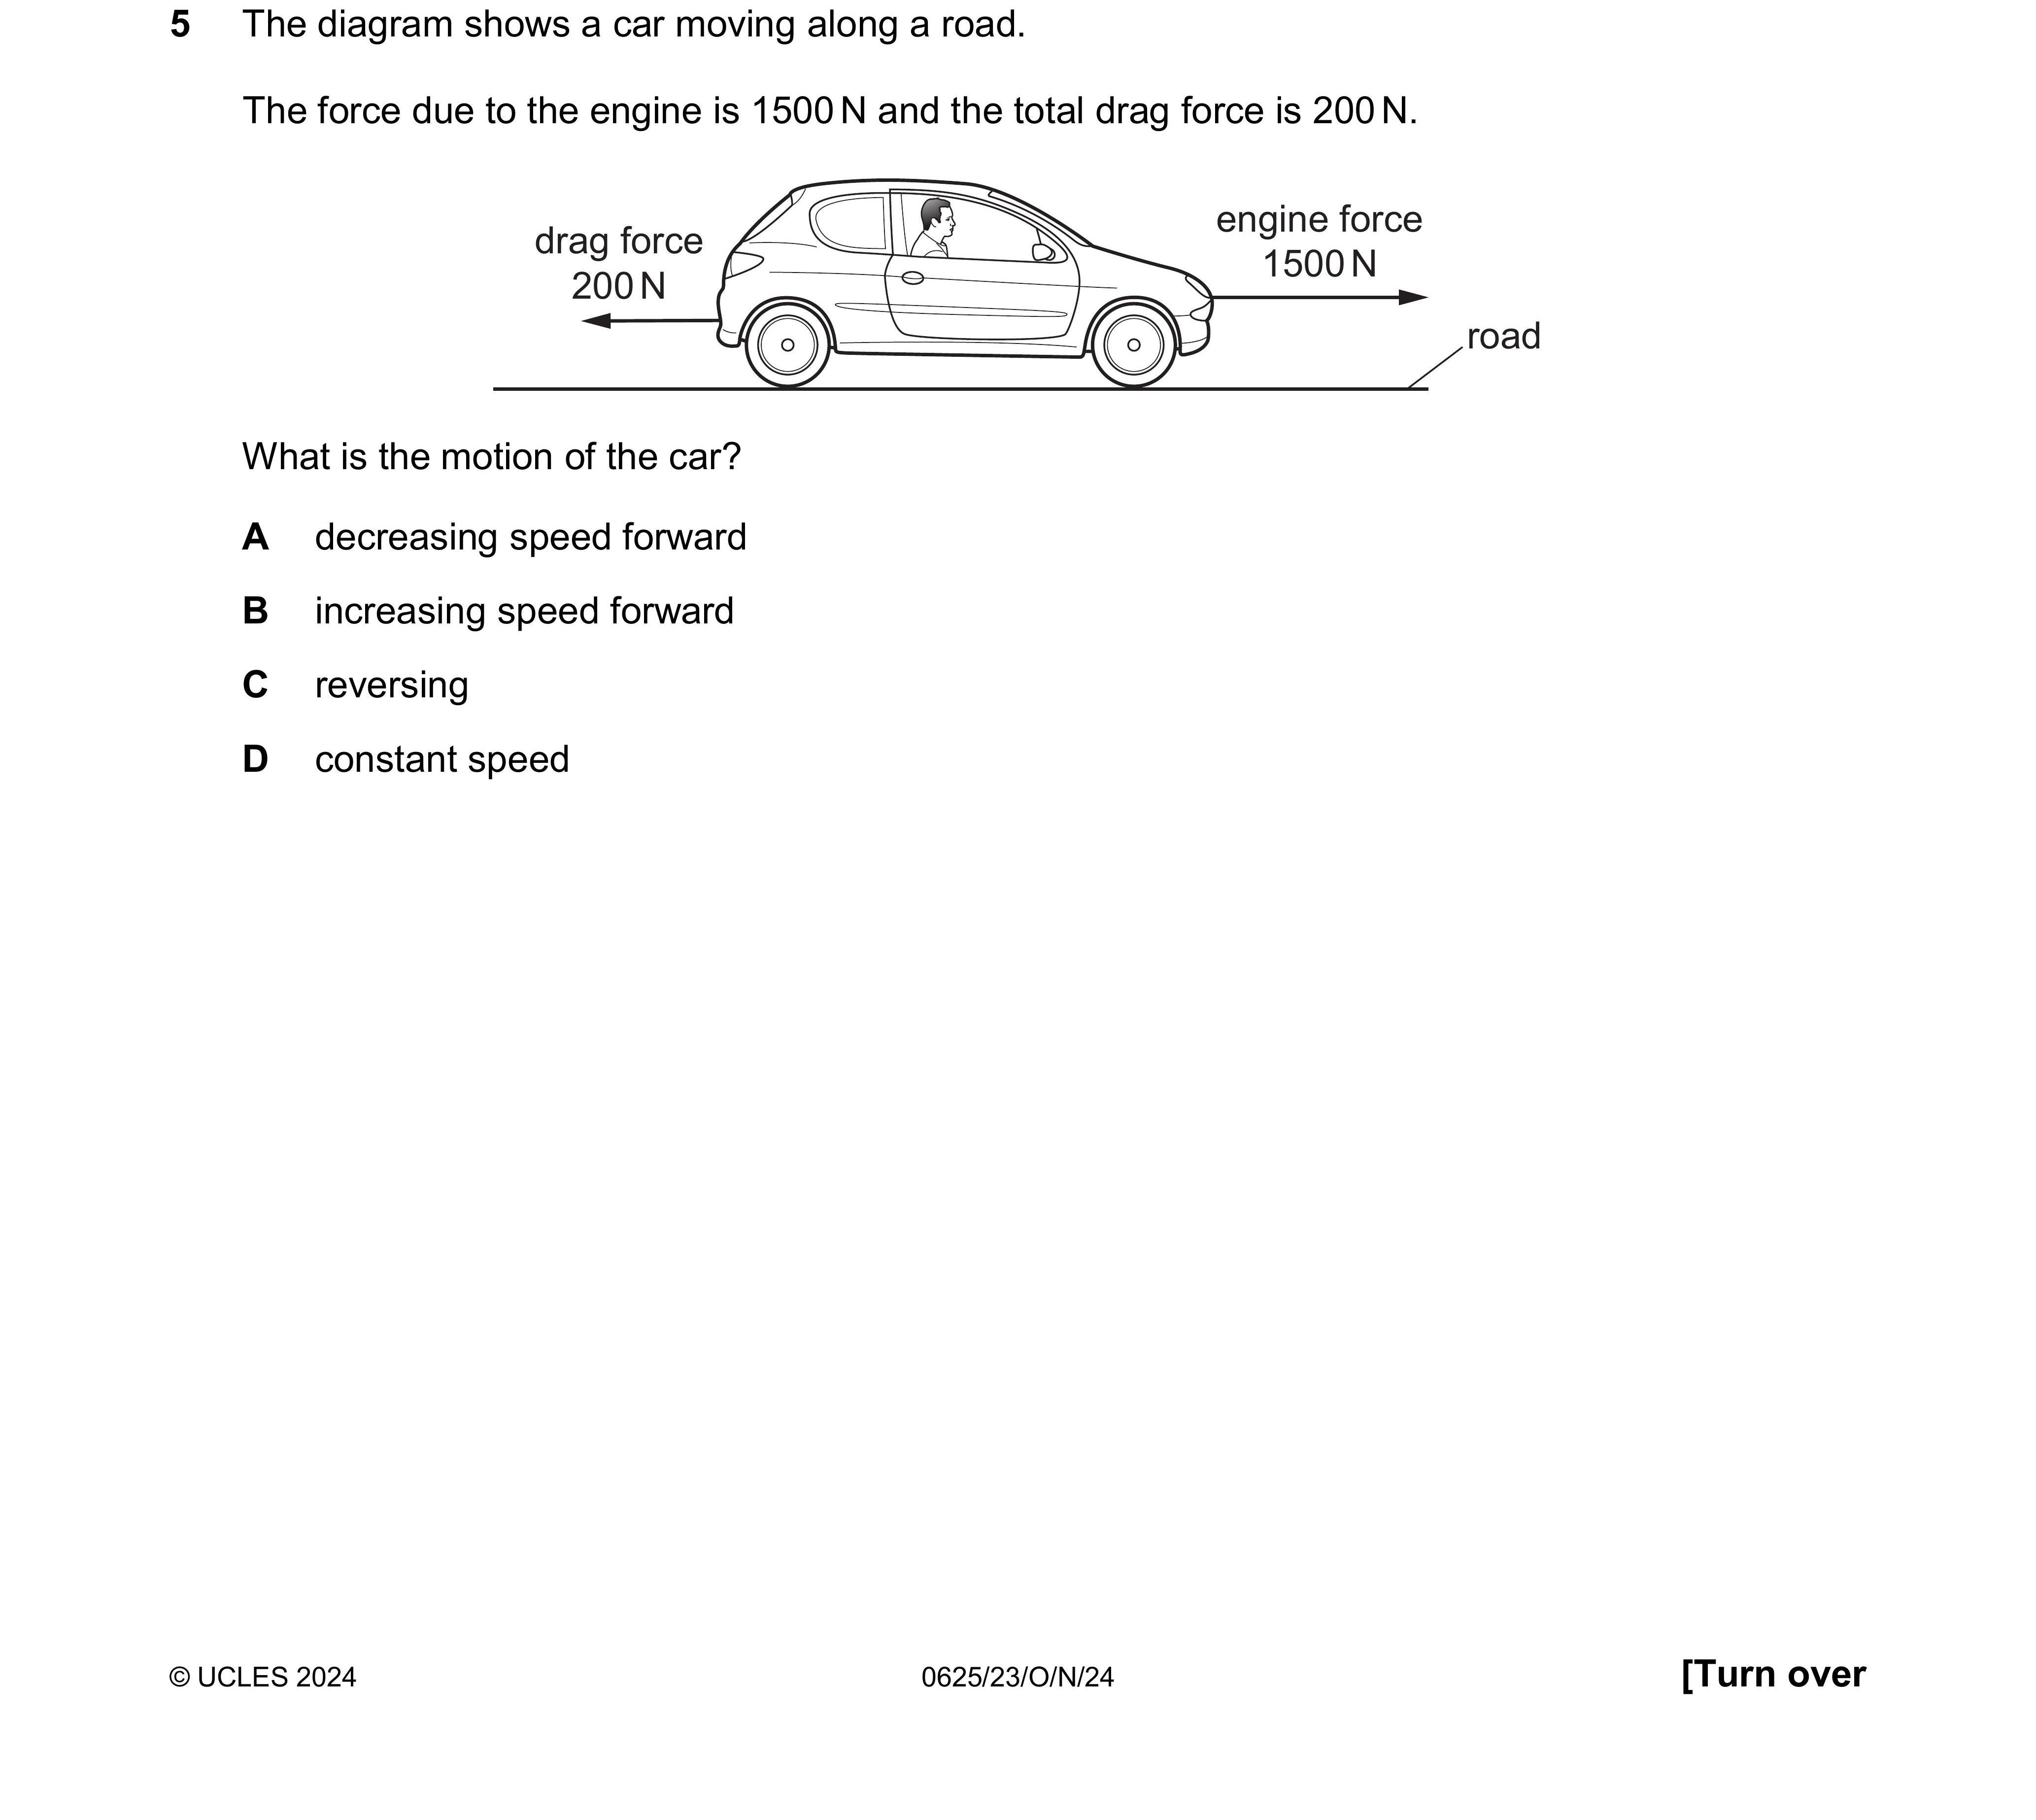 5 The diagram shows a car moving along a road.
The force due to the engine is 1500 N and the total drag force is 200 N.
drag force
200 N
engine force
1500 N
road
What is the motion of the car?
A decreasing speed forward
B increasing speed forward
C reversing
D constant speed
© UCLES 2024
0625/23/O/N/24
[Turn over